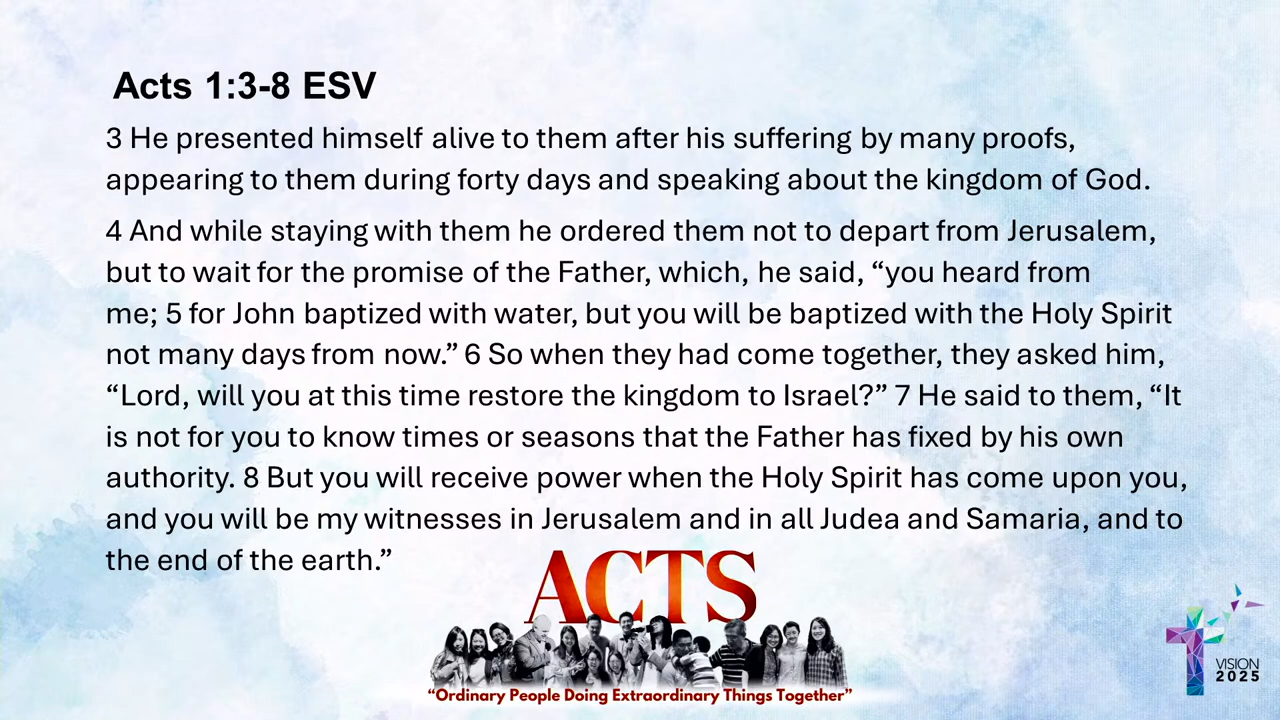 Acts 1:3-8 ESV
3 He presented himself alive to them after his suffering by many proofs,
appearing to them during forty days and speaking about the kingdom of God.
4 And while staying with them he ordered them not to depart from Jerusalem,
but to wait for the promise of the Father, which, he said, “you heard from
me; 5 for John baptized with water, but you will be baptized with the Holy Spirit
not many days from now.” 6 So when they had come together, they asked him,
“Lord, will you at this time restore the kingdom to Israel?” 7 He said to them, “It
is not for you to know times or seasons that the Father has fixed by his own
authority. 8 But you will receive power when the Holy Spirit has come upon you,
and you will be my witnesses in Jerusalem and in all Judea and Samaria, and to
the end of the earth.”
ACTS
“Ordinary People Doing Extraordinary Things Together”
VISION
2025